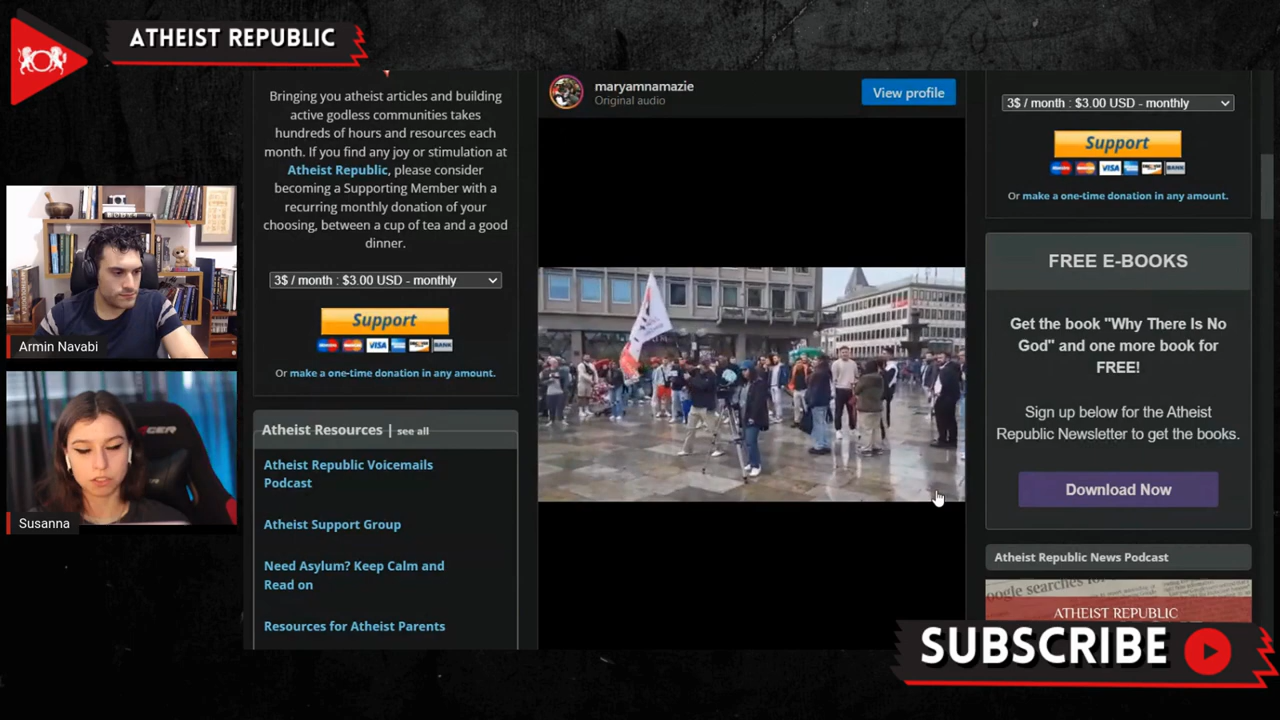 ATHEIST REPUBLIC
Armin Navabi
Susanna
Bringing you atheist articles and building
active godless communities takes
hundreds of hours and resources each
month. If you find any joy or stimulation at
Atheist Republic, please consider
becoming a Supporting Member with a
recurring monthly donation of your
choosing, between a cup of tea and a good
dinner.
3$ / month : $3.00 USD - monthly
Support
VISA
BANK
Or make a one-time donation in any amount.
Atheist Resources | see all
Atheist Republic Voicemails
Podcast
Atheist Support Group
Need Asylum? Keep Calm and
Read on
Resources for Atheist Parents
maryamnamazie
Original audio
View profile
3$ / month : $3.00 USD - monthly
Support
VISA
BANK
Or make a one-time donation in any amount.
FREE E-BOOKS
Get the book "Why There Is No
God" and one more book for
FREE!
Sign up below for the Atheist
Republic Newsletter to get the books.
Download Now
Atheist Republic News Podcast
ATHEIST REPUBLIC
SUBSCRIBE